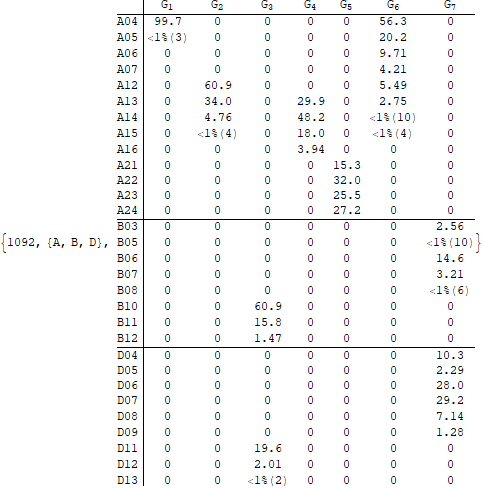 G1 G2 G3 G4 G5 G6 G7
A04 99.7 0 0 0 0 56.3 0
A05 <1%(3) 0 0 0 0 20.2 0
A06 0 0 0 0 0 9.71 0
A07 0 0 0 0 0 4.21 0
A12 0 60.9 0 0 0 5.49 0
A13 0 34.0 0 29.9 0 2.75 0
A14 0 4.76 0 48.2 0 <1%(10) 0
A15 0 <1%(4) 0 18.0 0 <1%(4) 0
A16 0 0 0 3.94 0 0 0
A21 0 0 0 0 15.3 0 0
A22 0 0 0 0 32.0 0 0
A23 0 0 0 0 25.5 0 0
A24 0 0 0 0 27.2 0 0
B03 0 0 0 0 0 0 2.56
{1092, {A, B, D}, B05 0 0 0 0 0 0 <1%(10)}
B06 0 0 0 0 0 0 14.6
B07 0 0 0 0 0 0 3.21
B08 0 0 0 0 0 0 <1%(6)
B10 0 0 60.9 0 0 0 0
B11 0 0 15.8 0 0 0 0
B12 0 0 1.47 0 0 0 0
D04 0 0 0 0 0 0 10.3
D05 0 0 0 0 0 0 2.29
D06 0 0 0 0 0 0 28.0
D07 0 0 0 0 0 0 29.2
D08 0 0 0 0 0 0 7.14
D09 0 0 0 0 0 0 1.28
D11 0 0 19.6 0 0 0 0
D12 0 0 2.01 0 0 0 0
D13 0 0 <1%(2) 0 0 0 0